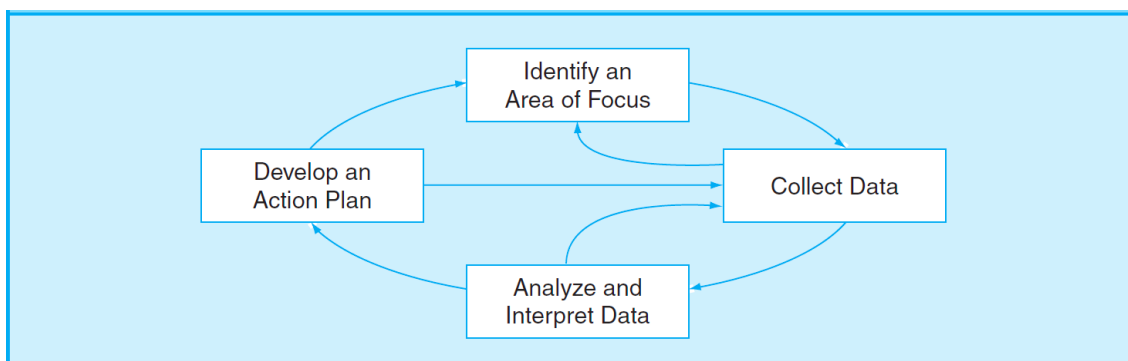 Identify an
Area of Focus
Develop an
Action Plan
Collect Data
Analyze and
Interpret Data